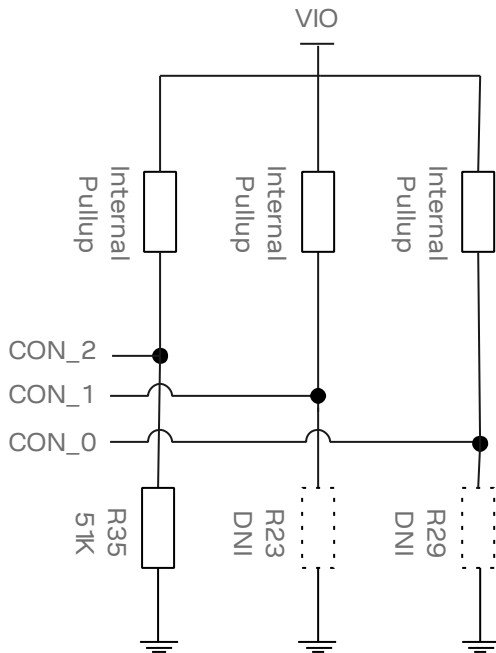 VIO
Internal
Pullup
Internal
Pullup
Internal
Pullup
CON_2
CON_1
CON_0
R35
51K
R23
DNI
R29
DNI